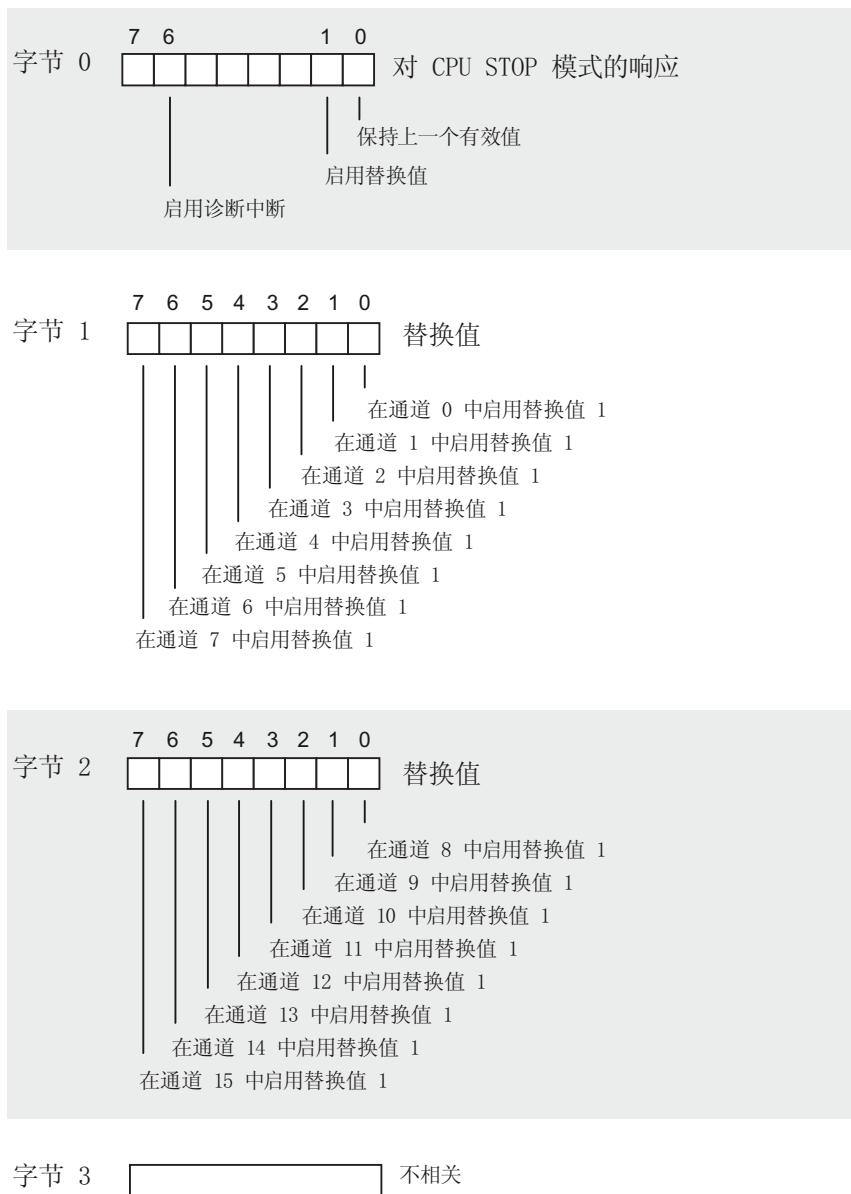 7 6 1 0
字节 0 对 CPU STOP 模式的响应
保持上一个有效值
启用替换值
启用诊断中断
7 6 5 4 3 2 1 0
字节 1 替换值
在通道 0 中启用替换值 1
在通道 1 中启用替换值 1
在通道 2 中启用替换值 1
在通道 3 中启用替换值 1
在通道 4 中启用替换值 1
在通道 5 中启用替换值 1
在通道 6 中启用替换值 1
在通道 7 中启用替换值 1
7 6 5 4 3 2 1 0
字节 2 替换值
在通道 8 中启用替换值 1
在通道 9 中启用替换值 1
在通道 10 中启用替换值 1
在通道 11 中启用替换值 1
在通道 12 中启用替换值 1
在通道 13 中启用替换值 1
在通道 14 中启用替换值 1
在通道 15 中启用替换值 1
字节 3 不相关